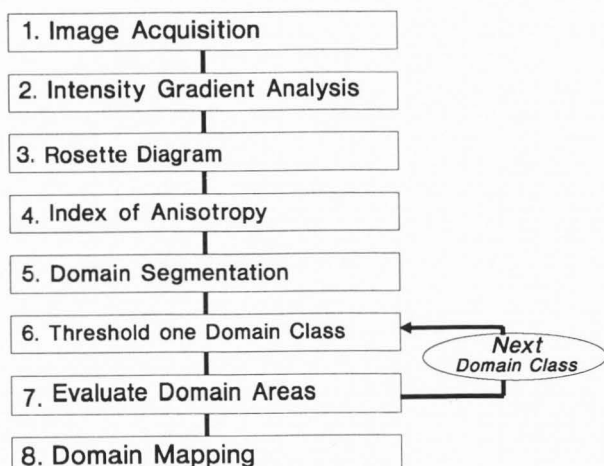 1. Image Acquisition
2. Intensity Gradient Analysis
3. Rosette Diagram
4. Index of Anisotropy
5. Domain Segmentation
6. Threshold one Domain Class
Next
Domain Class
7. Evaluate Domain Areas
8. Domain Mapping